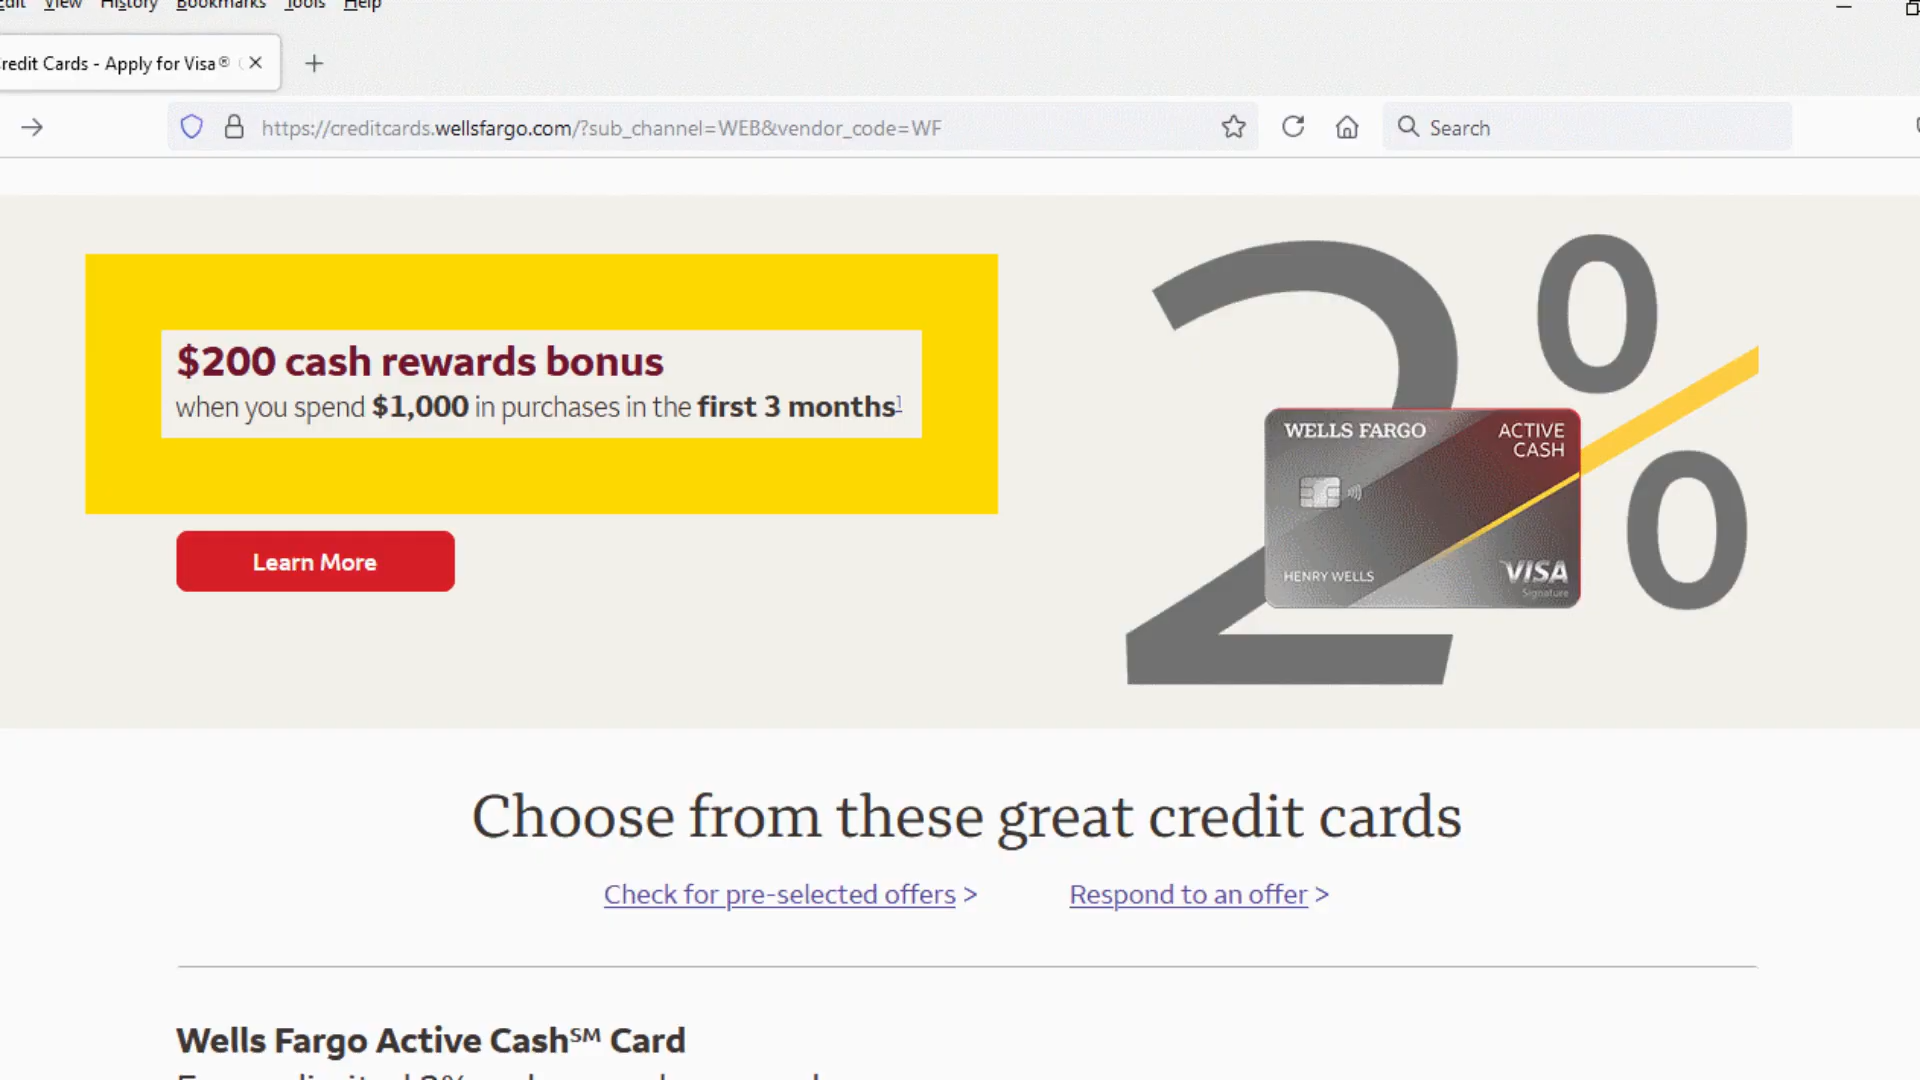 Edit View History Bookmarks Tools Help
redit Cards - Apply for Visa®
https://creditcards.wellsfargo.com/?sub_channel=WEB&vendor_code=WF
Search
$200 cash rewards bonus
when you spend $1,000 in purchases in the first 3 months1
Learn More
2%
WELLS FARGO
ACTIVE
CASH
HENRY WELLS
VISA
Signature
Choose from these great credit cards
Check for pre-selected offers >
Respond to an offer >
Wells Fargo Active Cash℠ Card